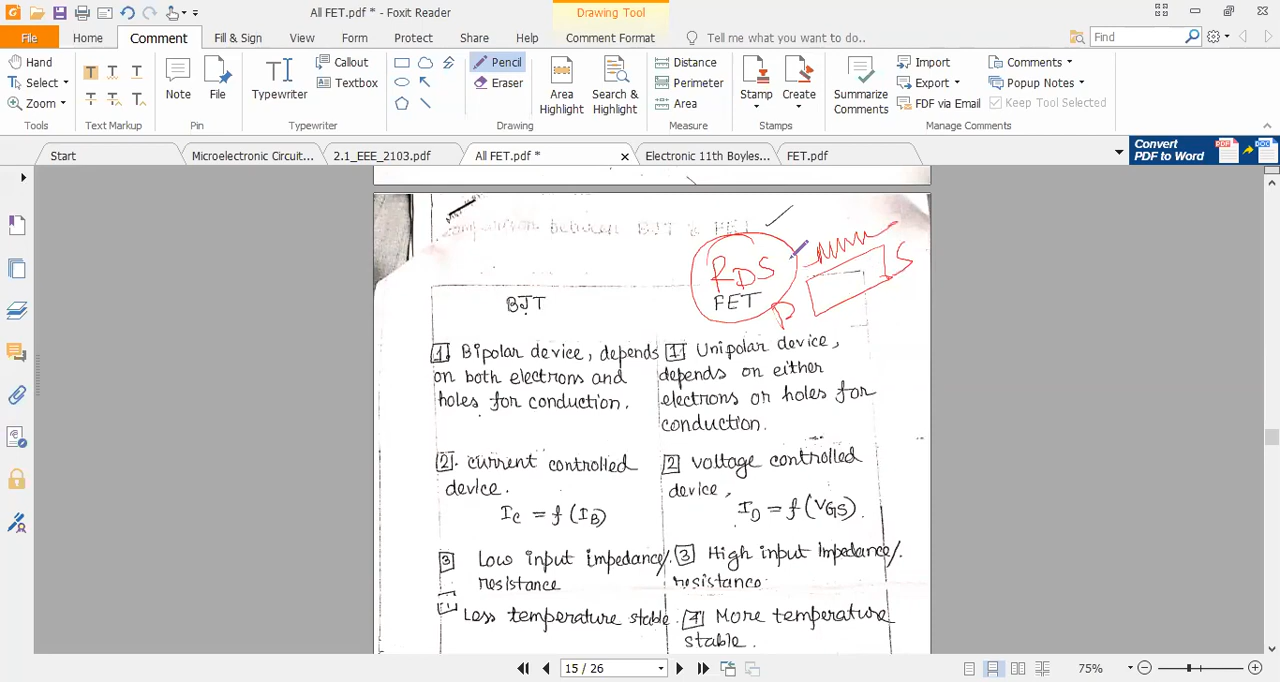 All FET.pdf * - Foxit Reader
Drawing Tool
File Home Comment Fill & Sign View Form Protect Share Help Comment Format Tell me what you want to do.. Find
Hand
Select
Zoom
Tools
Text Markup
Note
File
Pin
Typewriter
Callout
Textbox
Typewriter
Pencil
Eraser
Drawing
Area Highlight
Search & Highlight
Distance
Perimeter
Area
Measure
Stamp
Create
Stamps
Summarize Comments
Import
Export
FDF via Email
Comments
Popup Notes
Keep Tool Selected
Manage Comments
Start Microelectronic Circuit... 2.1_EEE_2103.pdf All FET.pdf * Electronic 11th Boyles... FET.pdf
Convert
PDF to Word
between BJT & FET
RDS
S
D
BJT
FET
1 Bipolar device, depends
on both electrons and
holes for conduction.
1 Unipolar device,
depends on either
electrons or holes for
conduction.
2. current controlled
device.
IC = f (IB)
2 voltage controlled
device,
ID = f (VGS).
3 Low input impedance/.
resistance
3 High input impedance/.
resistance.
Less temperature stable.
4 More temperature
stable.
15 / 26
75%